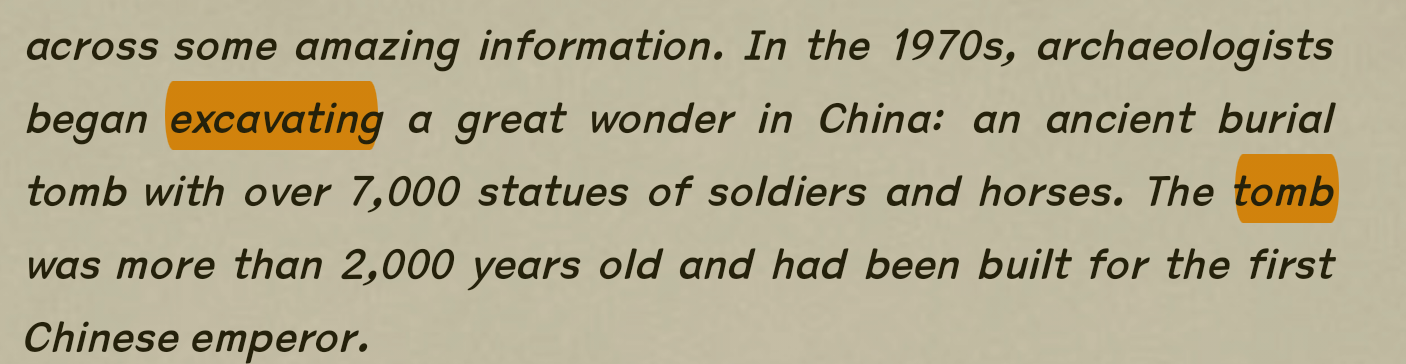 across some amazing information. In the 1970s, archaeologists
began excavating a great wonder in China: an ancient burial
tomb with over 7,000 statues of soldiers and horses. The tomb
was more than 2,000 years old and had been built for the first
Chinese emperor.